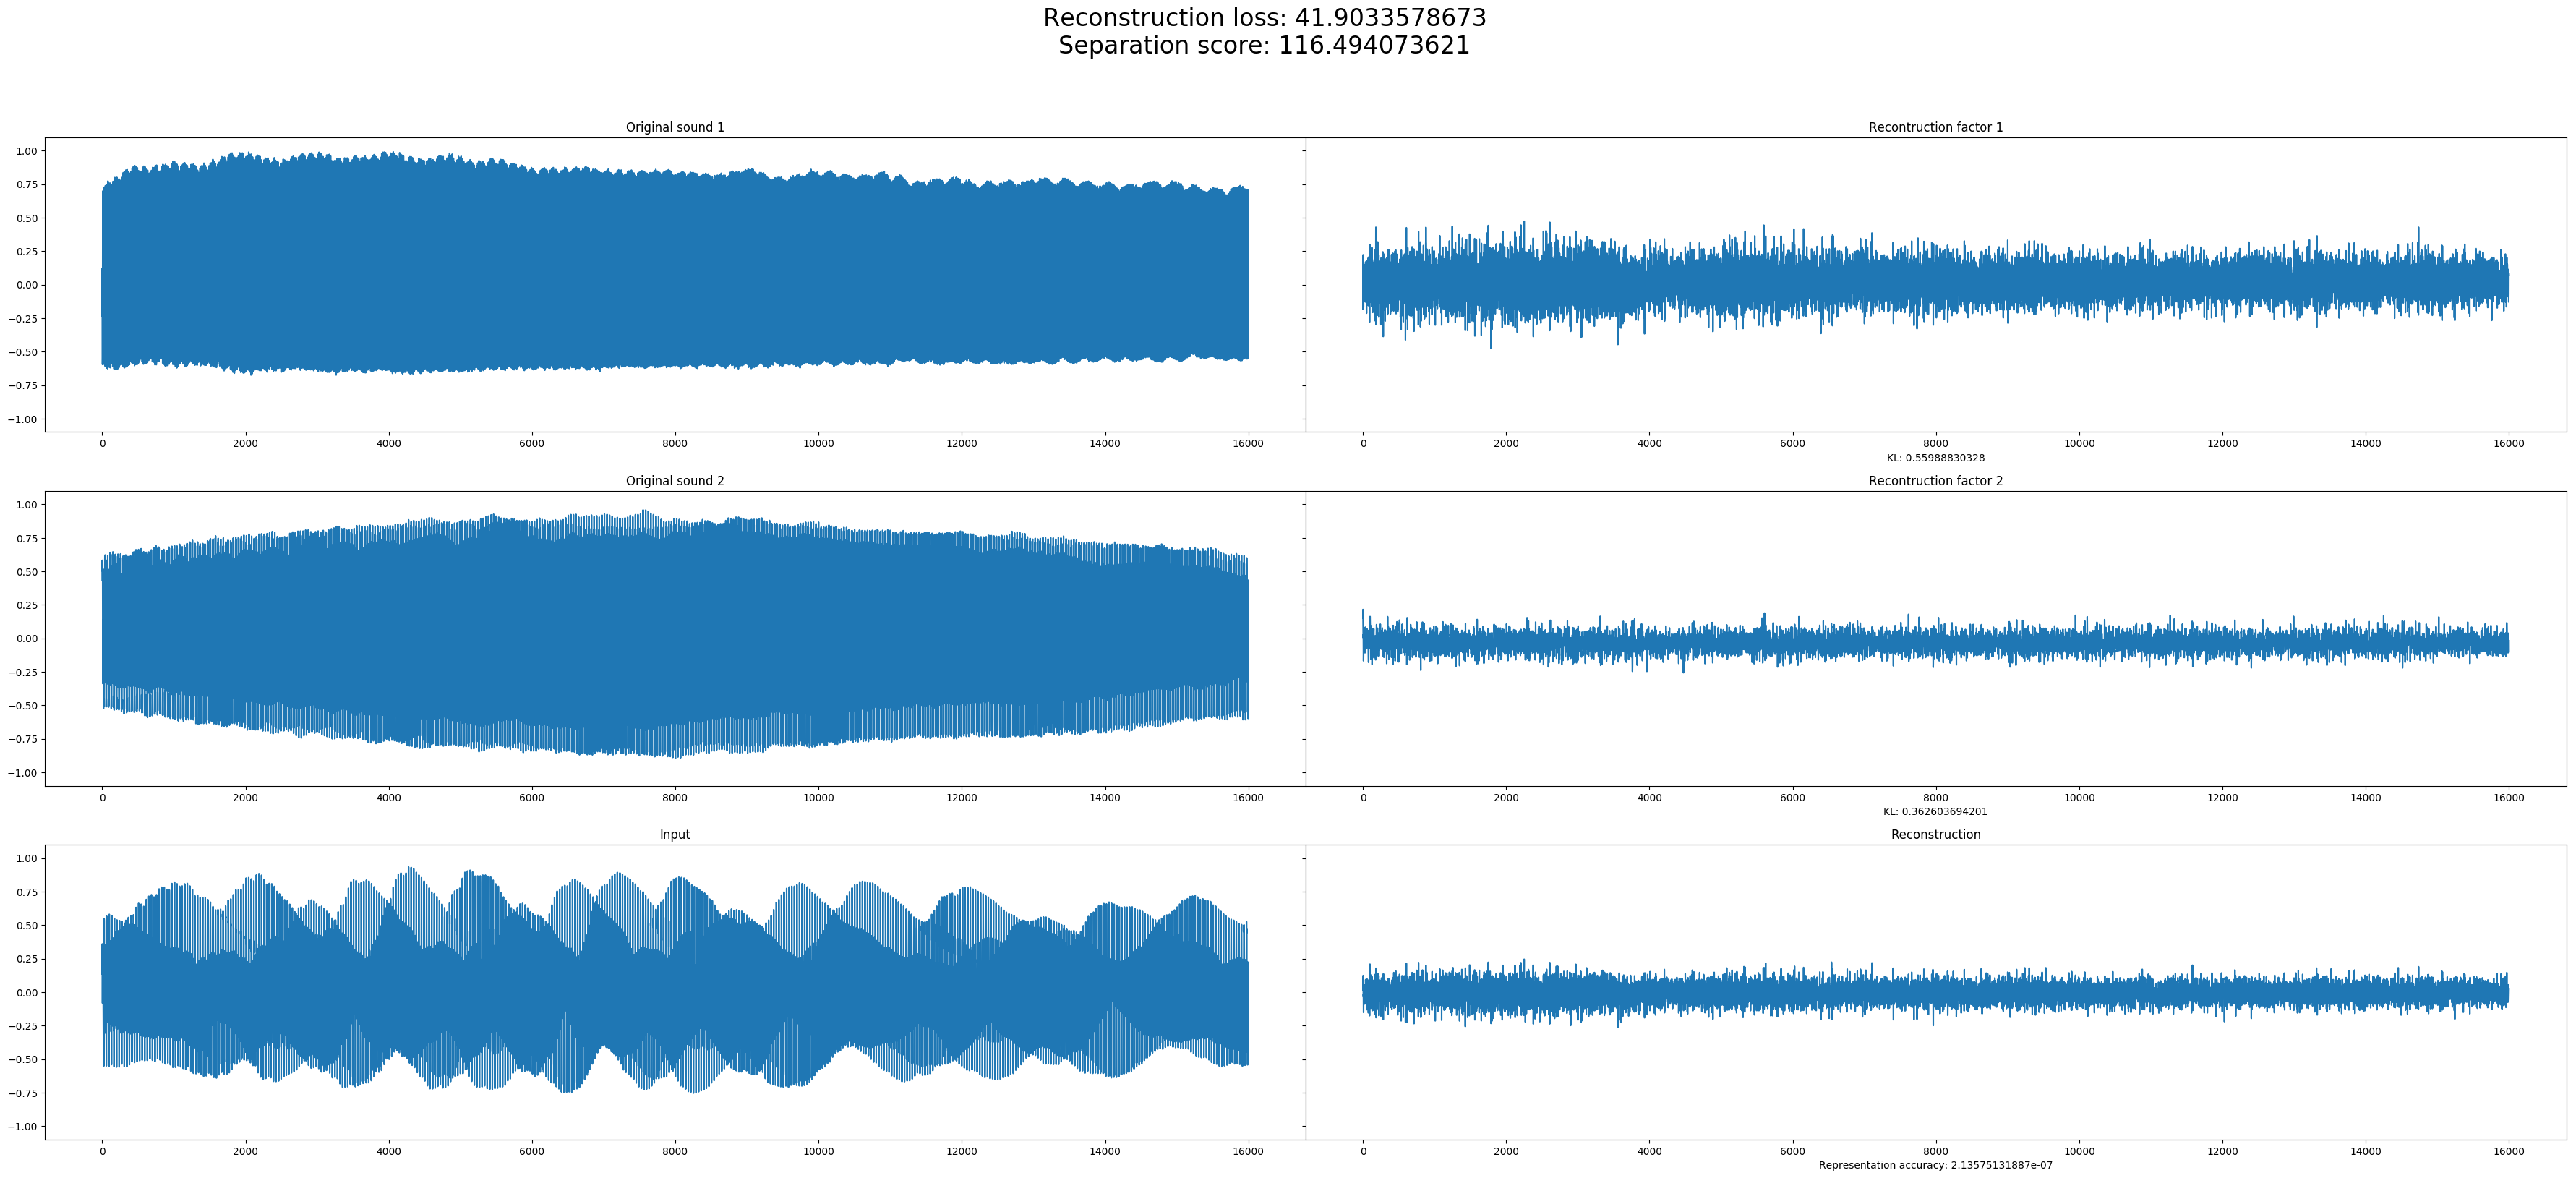 Reconstruction loss: 41.9033578673
Separation score: 116.494073621
Original sound 1
Recontruction factor 1
1.00
0.75
0.50
0.25
0.00
−0.25
−0.50
−0.75
−1.00
0 2000 4000 6000 8000 10000 12000 14000 16000
0 2000 4000 6000 8000 10000 12000 14000 16000
KL: 0.55988830328
Original sound 2
Recontruction factor 2
1.00
0.75
0.50
0.25
0.00
−0.25
−0.50
−0.75
−1.00
0 2000 4000 6000 8000 10000 12000 14000 16000
0 2000 4000 6000 8000 10000 12000 14000 16000
KL: 0.362603694201
Input
Reconstruction
1.00
0.75
0.50
0.25
0.00
−0.25
−0.50
−0.75
−1.00
0 2000 4000 6000 8000 10000 12000 14000 16000
0 2000 4000 6000 8000 10000 12000 14000 16000
Representation accuracy: 2.13575131887e-07